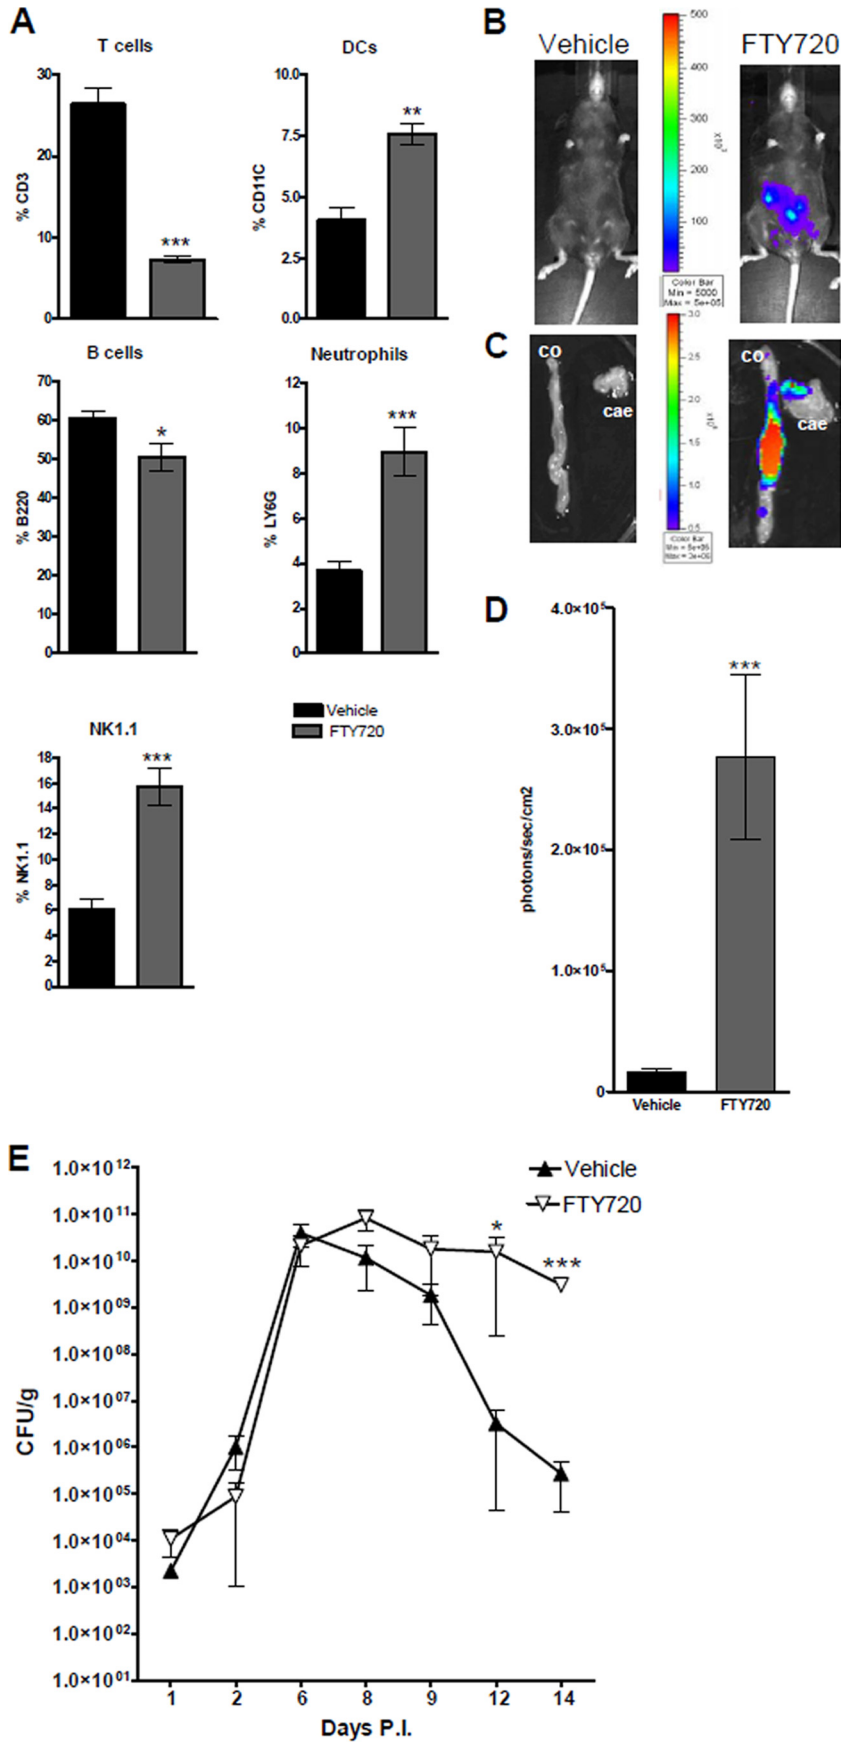 A
T cells
30
20
10
0
% CD3
***
DCs
10.0
7.5
5.0
2.5
0.0
% CD11C
**
B cells
70
60
50
40
30
20
10
0
% B220
*
Neutrophils
12
10
8
6
4
2
0
% LY6G
***
NK1.1
18
16
14
12
10
8
6
4
2
0
% NK1.1
***
Vehicle
FTY720
B
Vehicle
FTY720
500
400
300
200
100
Color Bar
Min = 5000
Max = 5e+05
C
co
cae
3.0
2.5
2.0
1.5
1.0
0.5
Color Bar
Min = 5e+05
Max = 3e+06
co
cae
D
4.0×10⁵
3.0×10⁵
2.0×10⁵
1.0×10⁵
0
photons/sec/cm2
***
Vehicle
FTY720
E
Vehicle
FTY720
1.0×10¹²
1.0×10¹¹
1.0×10¹⁰
1.0×10⁰⁹
1.0×10⁰⁸
1.0×10⁰⁷
1.0×10⁰⁶
1.0×10⁰⁵
1.0×10⁰⁴
1.0×10⁰³
1.0×10⁰²
1.0×10⁰¹
CFU/g
*
***
1 2 6 8 9 12 14
Days P.I.